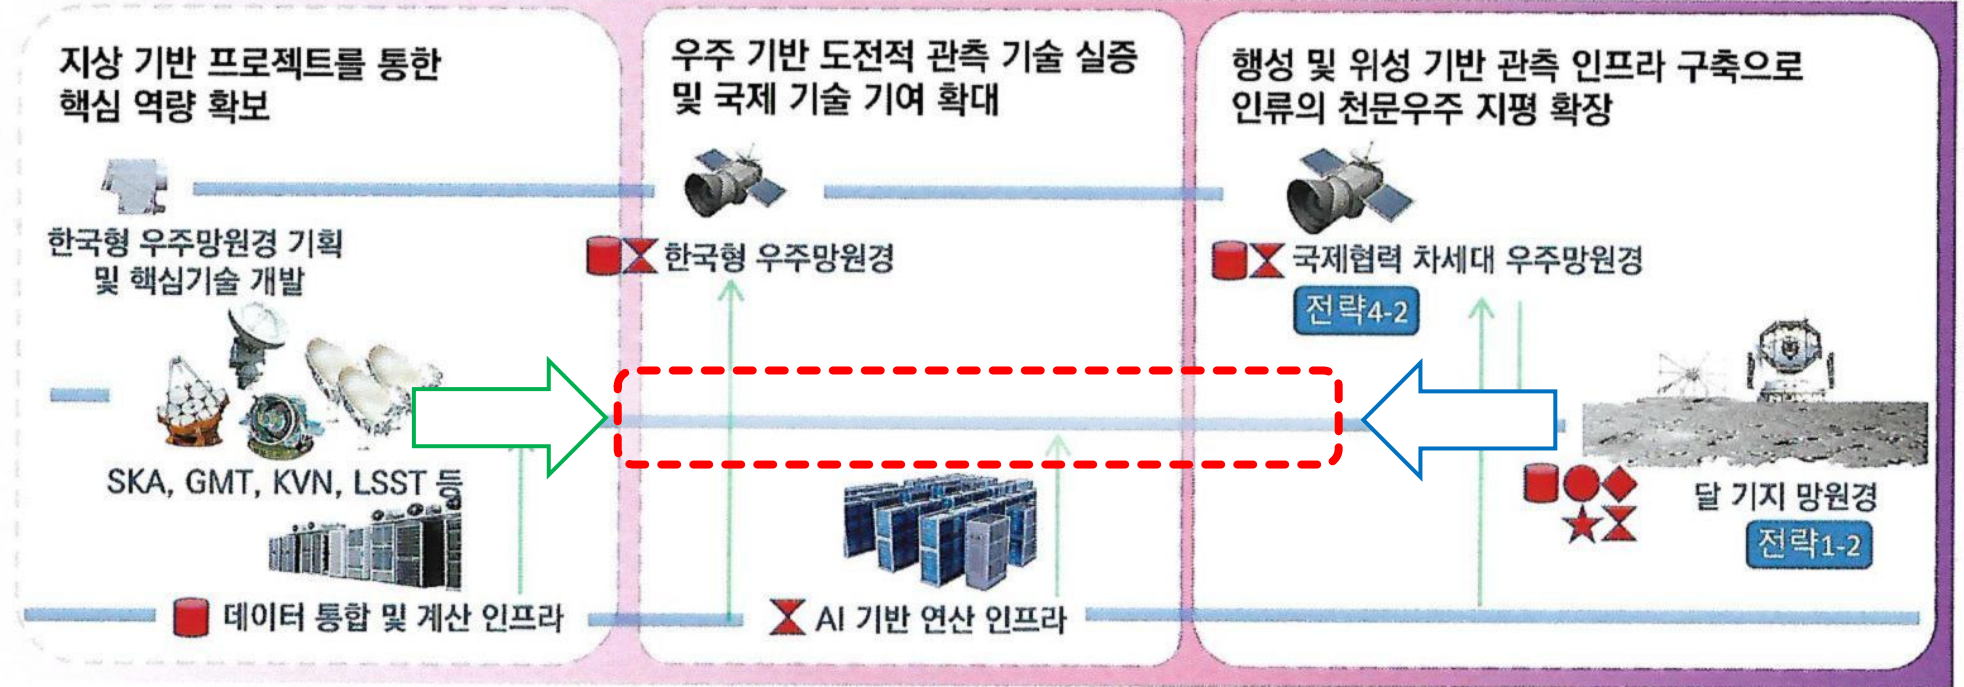 지상 기반 프로젝트를 통한
핵심 역량 확보
한국형 우주망원경 기획
및 핵심기술 개발
SKA, GMT, KVN, LSST 등
데이터 통합 및 계산 인프라
우주 기반 도전적 관측 기술 실증
및 국제 기술 기여 확대
한국형 우주망원경
AI 기반 연산 인프라
행성 및 위성 기반 관측 인프라 구축으로
인류의 천문우주 지평 확장
국제협력 차세대 우주망원경
전략4-2
달 기지 망원경
전략1-2